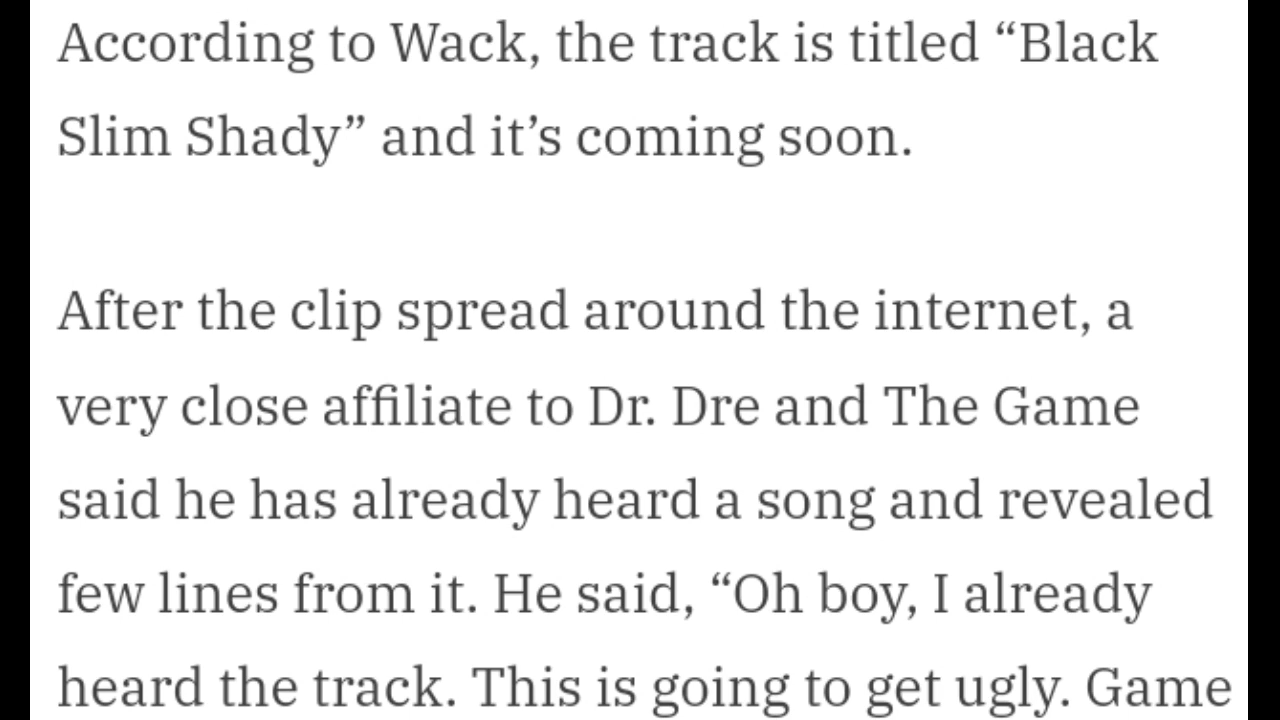 According to Wack, the track is titled “Black
Slim Shady” and it’s coming soon.
After the clip spread around the internet, a
very close affiliate to Dr. Dre and The Game
said he has already heard a song and revealed
few lines from it. He said, “Oh boy, I already
heard the track. This is going to get ugly. Game